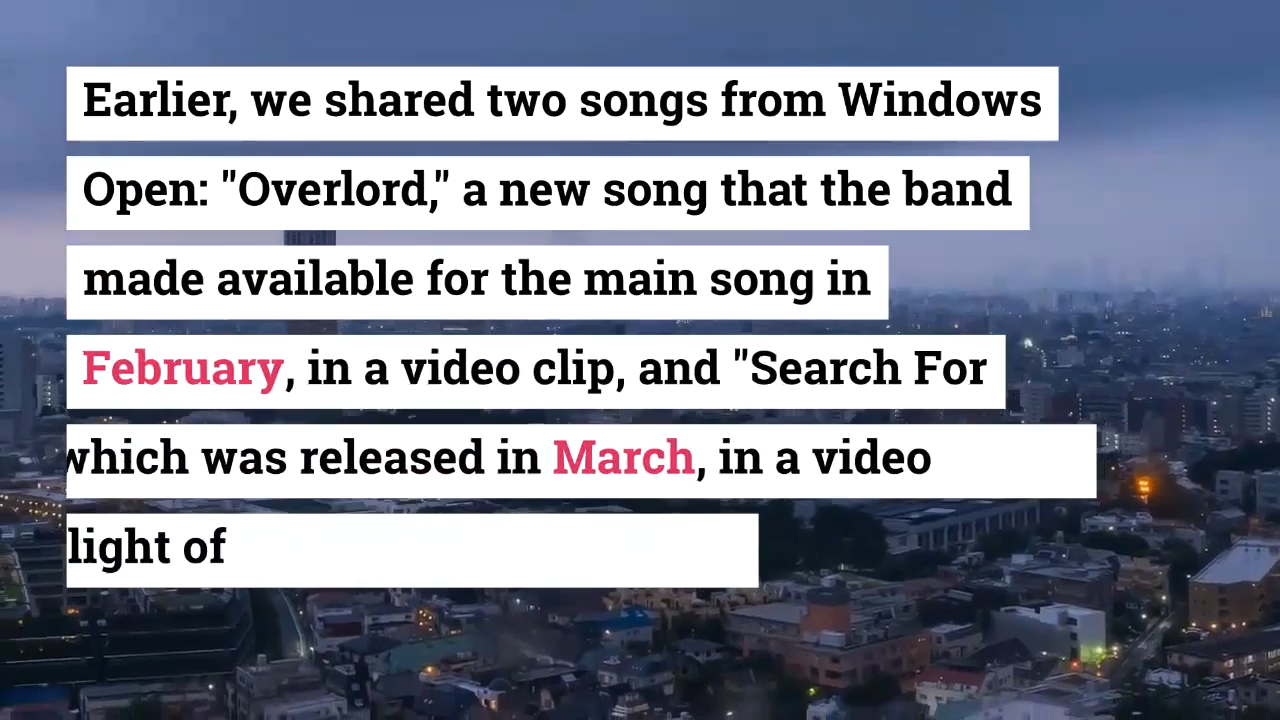 Earlier, we shared two songs from Windows
Open: "Overlord," a new song that the band
made available for the main song in
February, in a video clip, and "Search For
which was released in March, in a video
light of